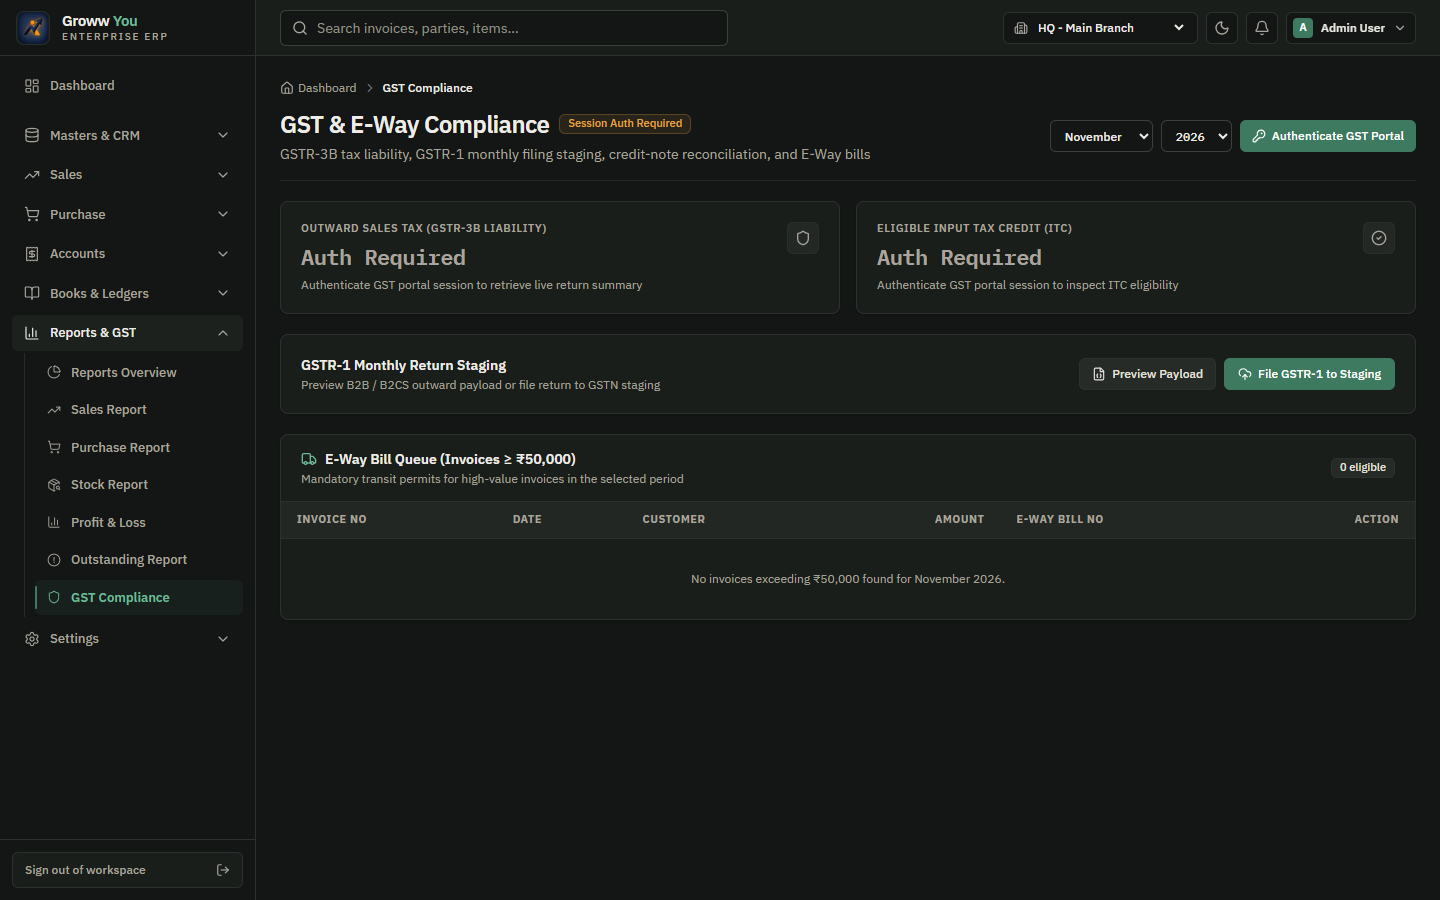 Groww You
ENTERPRISE ERP
Search invoices, parties, items...
HQ - Main Branch
A
Admin User
Dashboard
Masters & CRM
Sales
Purchase
Accounts
Books & Ledgers
Reports & GST
Reports Overview
Sales Report
Purchase Report
Stock Report
Profit & Loss
Outstanding Report
GST Compliance
Settings
Sign out of workspace
Dashboard > GST Compliance
GST & E-Way Compliance
Session Auth Required
GSTR-3B tax liability, GSTR-1 monthly filing staging, credit-note reconciliation, and E-Way bills
November
2026
Authenticate GST Portal
OUTWARD SALES TAX (GSTR-3B LIABILITY)
Auth Required
Authenticate GST portal session to retrieve live return summary
ELIGIBLE INPUT TAX CREDIT (ITC)
Auth Required
Authenticate GST portal session to inspect ITC eligibility
GSTR-1 Monthly Return Staging
Preview B2B / B2CS outward payload or file return to GSTN staging
Preview Payload
File GSTR-1 to Staging
E-Way Bill Queue (Invoices ≥ ₹50,000)
Mandatory transit permits for high-value invoices in the selected period
0 eligible
INVOICE NO DATE CUSTOMER AMOUNT E-WAY BILL NO ACTION
No invoices exceeding ₹50,000 found for November 2026.